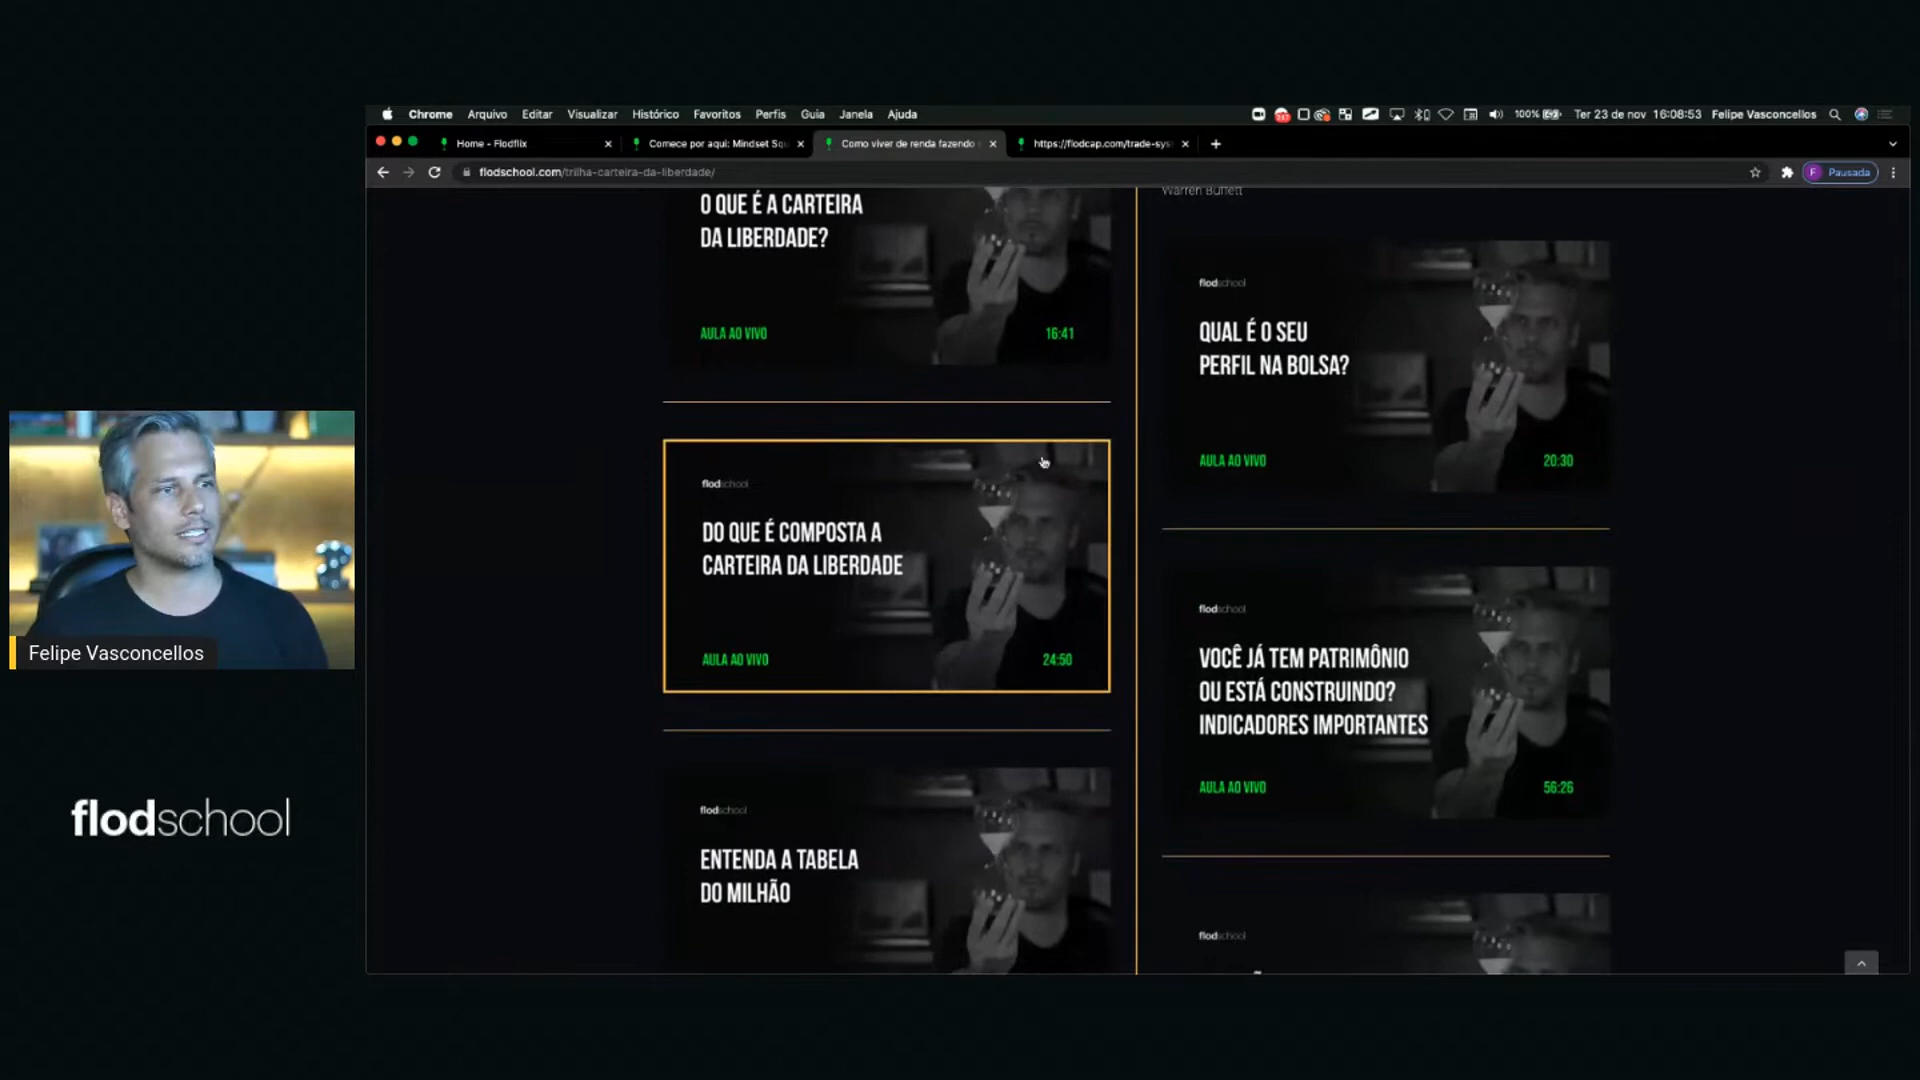 Chrome Arquivo Editar Visualizar Histórico Favoritos Perfis Guia Janela Ajuda
100% Ter 23 de nov 16:08:53 Felipe Vasconcellos
Home - Flodflix
Comece por aqui: Mindset Squ
Como viver de renda fazendo
https://flodcap.com/trade-sys
flodschool.com/trilha-carteira-da-liberdade/
F Pausada
O QUE É A CARTEIRA
DA LIBERDADE?
AULA AO VIVO 16:41
flodschool
DO QUE É COMPOSTA A
CARTEIRA DA LIBERDADE
AULA AO VIVO 24:50
flodschool
ENTENDA A TABELA
DO MILHÃO
Warren Buffett
flodschool
QUAL É O SEU
PERFIL NA BOLSA?
AULA AO VIVO 20:30
flodschool
VOCÊ JÁ TEM PATRIMÔNIO
OU ESTÁ CONSTRUINDO?
INDICADORES IMPORTANTES
AULA AO VIVO 56:26
flodschool
Felipe Vasconcellos
flodschool